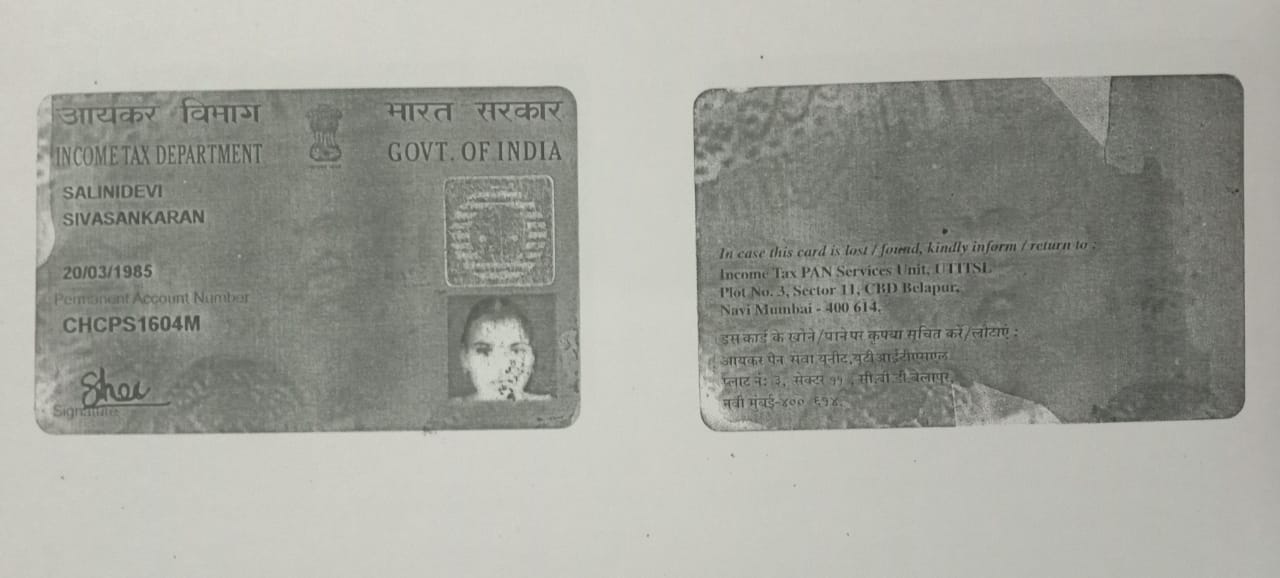 आयकर विभाग
INCOME TAX DEPARTMENT
भारत सरकार
GOVT. OF INDIA
SALINIDEVI
SIVASANKARAN
20/03/1985
Permanent Account Number
CHCPS1604M
Signature
In case this card is lost / found, kindly inform / return to :
Income Tax PAN Services Unit, UTITSL
Plot No. 3, Sector 11, CBD Belapur,
Navi Mumbai - 400 614.
इस कार्ड के खोने/पाने पर कृपया सूचित करें/लौटाएं :
आयकर पैन सेवा यूनीट, यूटीआईटीएसएल
प्लाट नं: ३, सेक्टर ११, सी.बी.डी.बेलापूर,
नवी मुंबई-४०० ६१४.